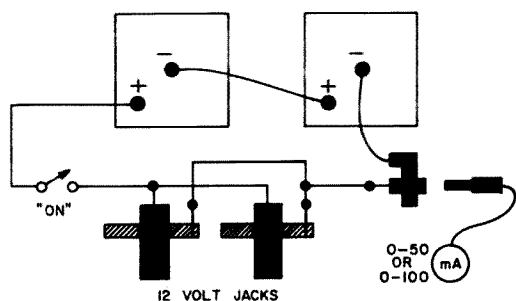 −
−
+
+
"ON"
0-50
OR
0-100
mA
12 VOLT JACKS